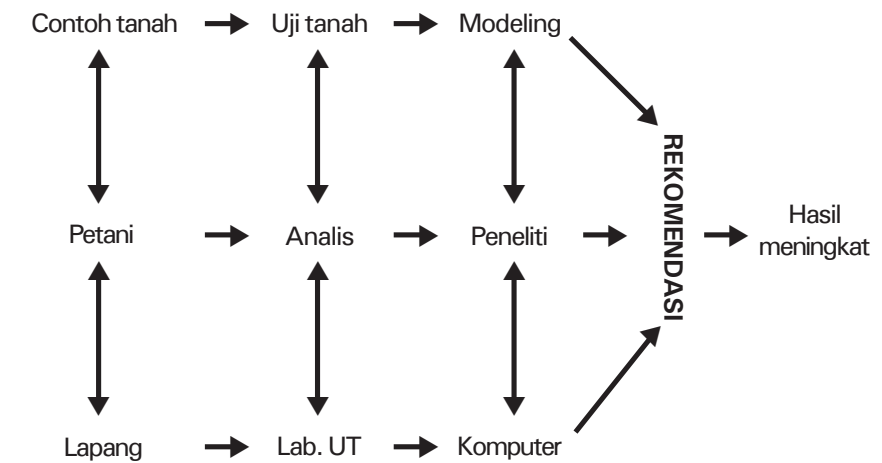 Contoh tanah
Uji tanah
Modeling
Petani
Analis
Peneliti
REKOMENDASI
Hasil
meningkat
Lapang
Lab. UT
Komputer